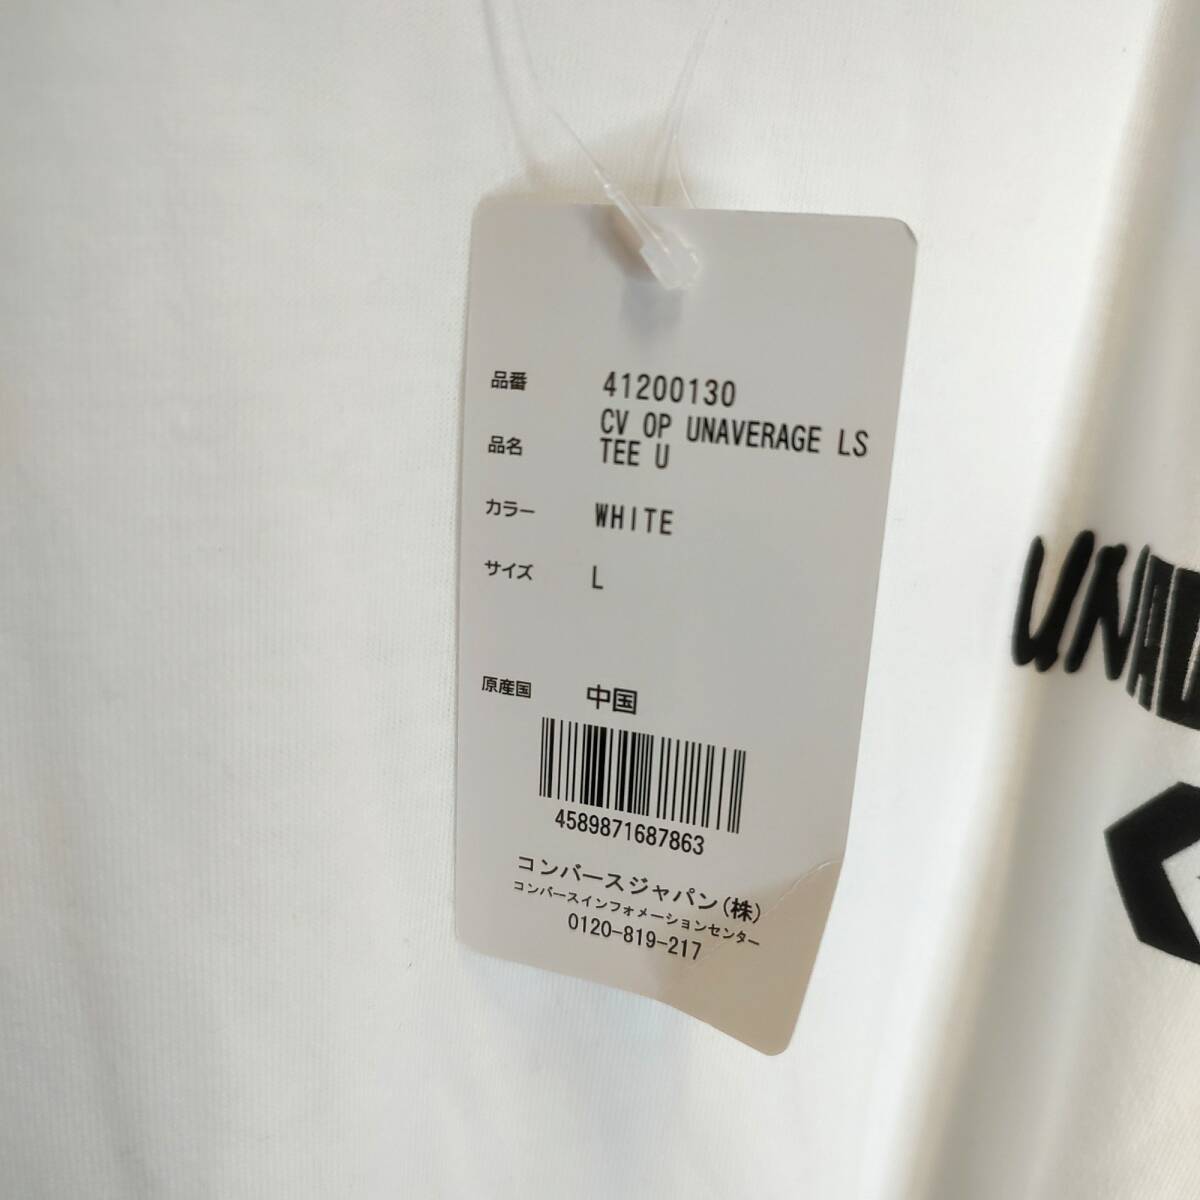 品番 41200130
品名 CV OP UNAVERAGE LS
TEE U
カラー WHITE
サイズ L
原産国 中国
4589871687863
コンバースジャパン(株)
コンバースインフォメーションセンター
0120-819-217